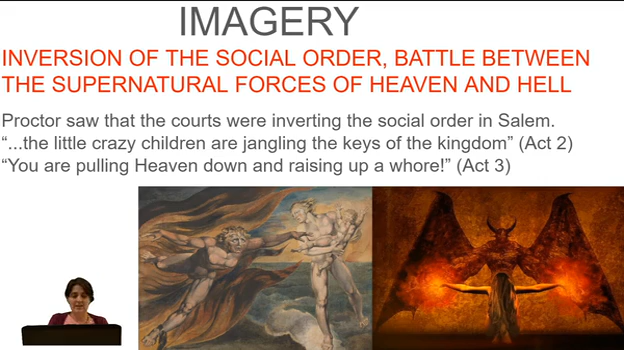 IMAGERY
INVERSION OF THE SOCIAL ORDER, BATTLE BETWEEN
THE SUPERNATURAL FORCES OF HEAVEN AND HELL
Proctor saw that the courts were inverting the social order in Salem.
“...the little crazy children are jangling the keys of the kingdom” (Act 2)
“You are pulling Heaven down and raising up a whore!” (Act 3)